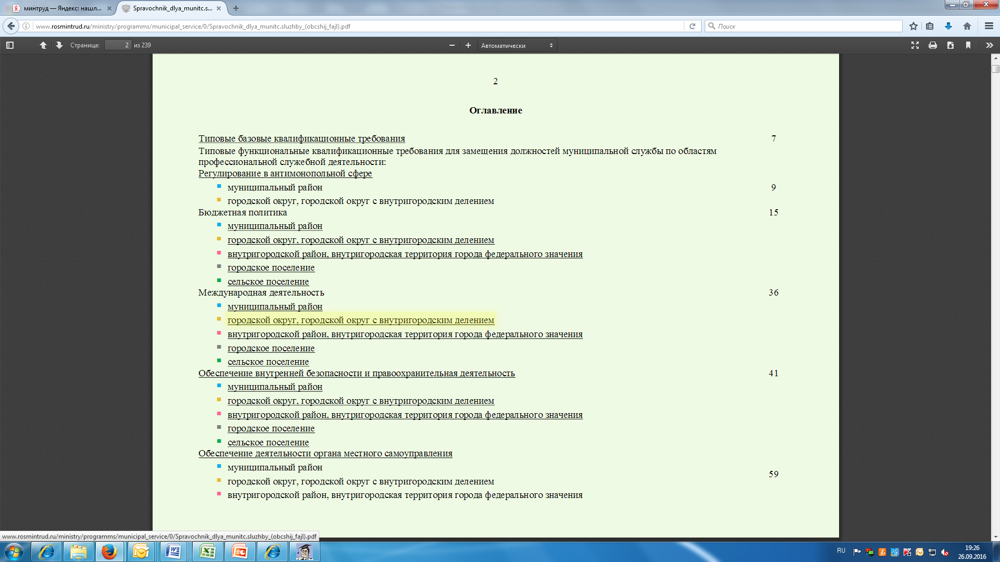 минтруд — Яндекс: нашл...
Spravochnik_dlya_munitc.s...
www.rosmintrud.ru/ministry/programms/municipal_service/0/Spravochnik_dlya_munitc.sluzhby_(obcshij_fajl).pdf
Поиск
Страница: 2 из 239
Автоматически
2
Оглавление
Типовые базовые квалификационные требования 7
Типовые функциональные квалификационные требования для замещения должностей муниципальной службы по областям
профессиональной служебной деятельности:
Регулирование в антимонопольной сфере
муниципальный район 9
городской округ, городской округ с внутригородским делением
Бюджетная политика 15
муниципальный район
городской округ, городской округ с внутригородским делением
внутригородской район, внутригородская территория города федерального значения
городское поселение
сельское поселение
Международная деятельность 36
муниципальный район
городской округ, городской округ с внутригородским делением
внутригородской район, внутригородская территория города федерального значения
городское поселение
сельское поселение
Обеспечение внутренней безопасности и правоохранительная деятельность 41
муниципальный район
городской округ, городской округ с внутригородским делением
внутригородской район, внутригородская территория города федерального значения
городское поселение
сельское поселение
Обеспечение деятельности органа местного самоуправления
муниципальный район
59
городской округ, городской округ с внутригородским делением
внутригородской район, внутригородская территория города федерального значения
www.rosmintrud.ru/ministry/programms/municipal_service/0/Spravochnik_dlya_munitc.sluzhby_(obcshij_fajl).pdf
RU
19:26
26.09.2016